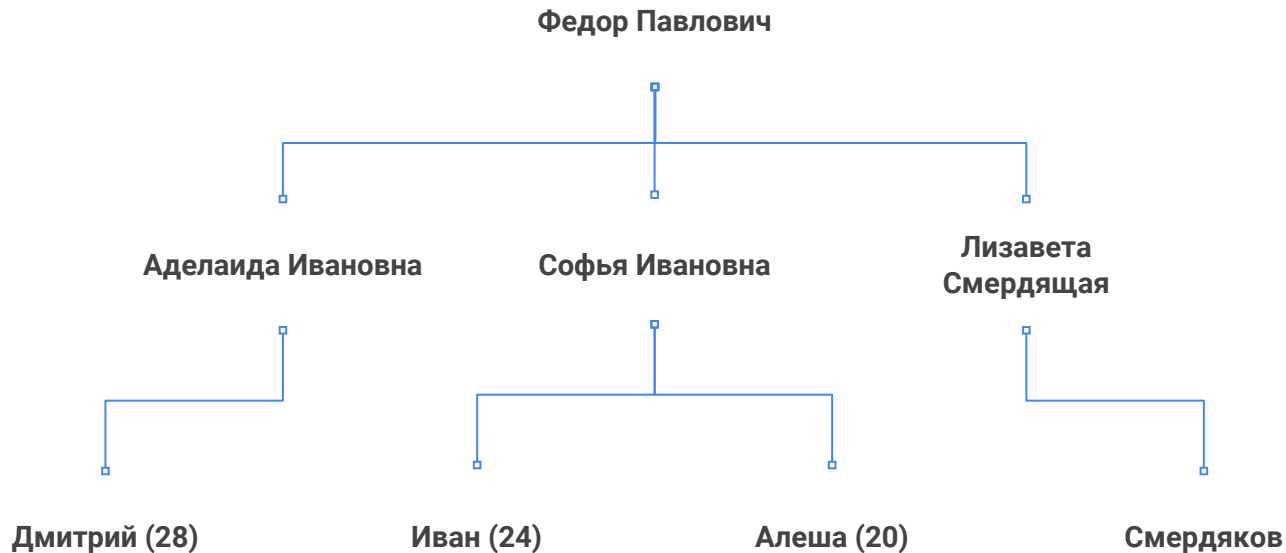 Федор Павлович
Аделаида Ивановна
Софья Ивановна
Лизавета
Смердящая
Дмитрий (28)
Иван (24)
Алеша (20)
Смердяков